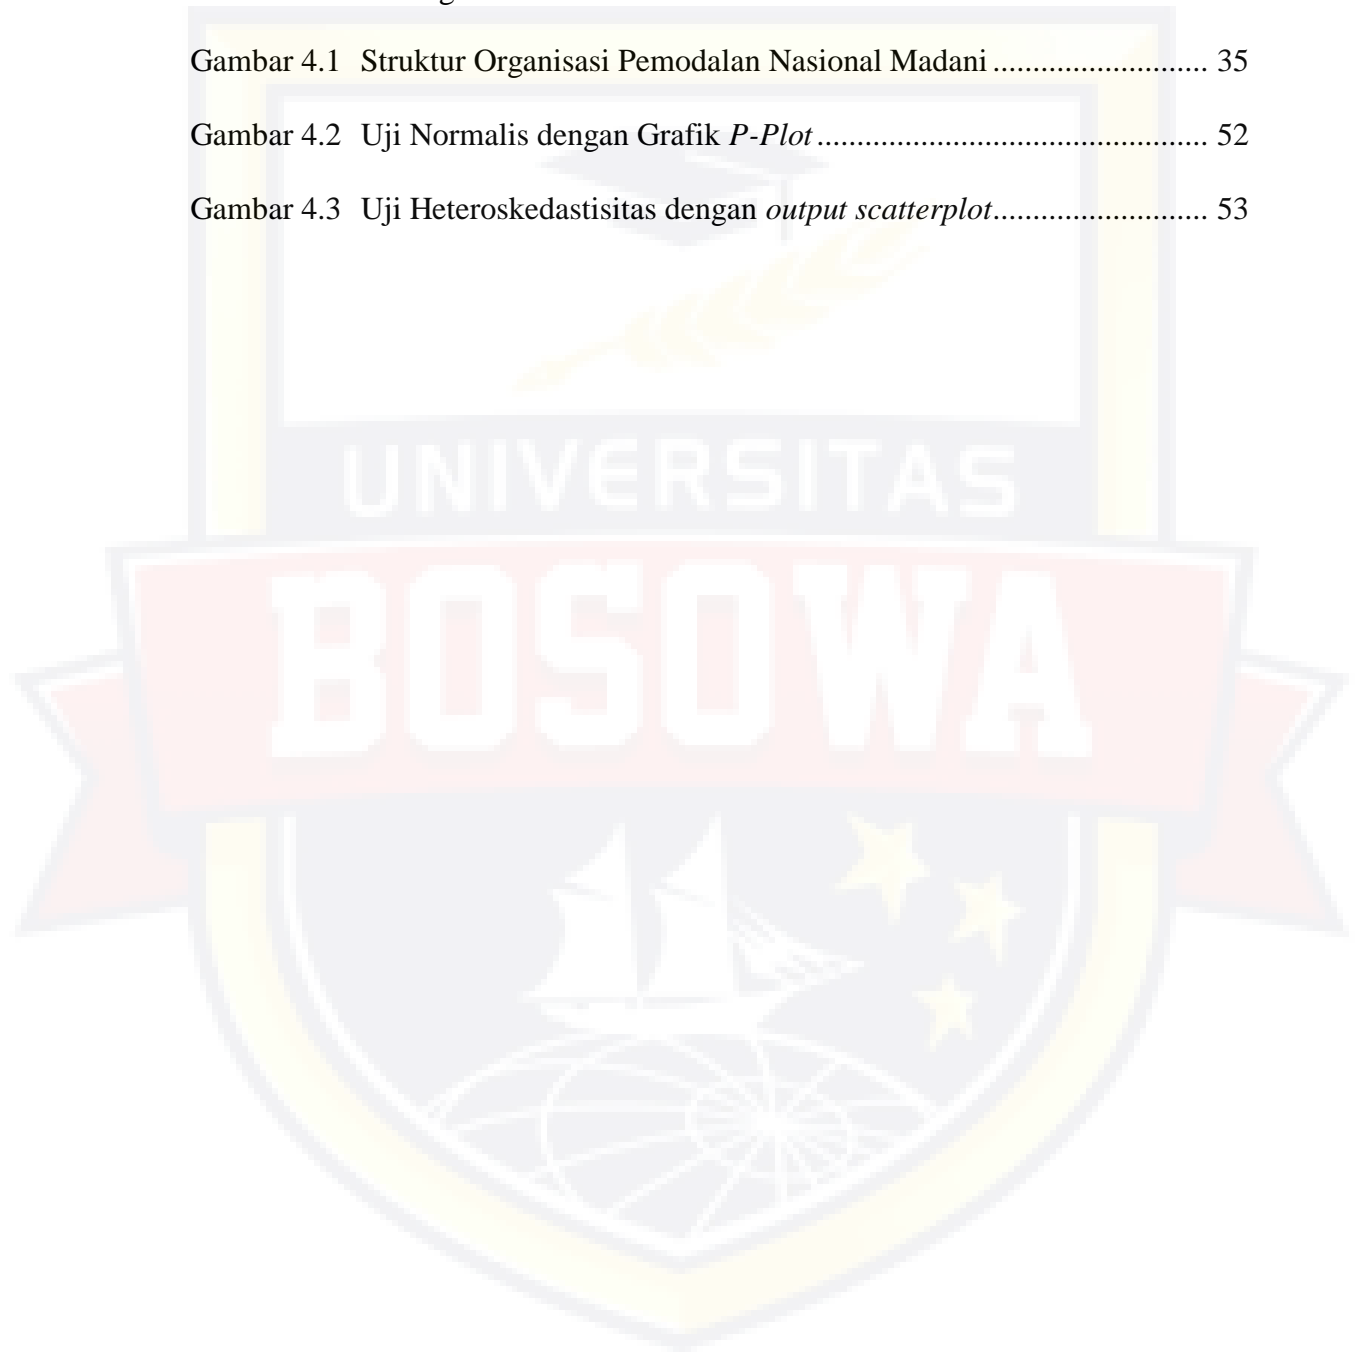 Gambar 4.1 Struktur Organisasi Pemodalan Nasional Madani ........................... 35
Gambar 4.2 Uji Normalis dengan Grafik P-Plot ................................................. 52
Gambar 4.3 Uji Heteroskedastisitas dengan output scatterplot........................... 53
UNIVERSITAS
BOSOWA